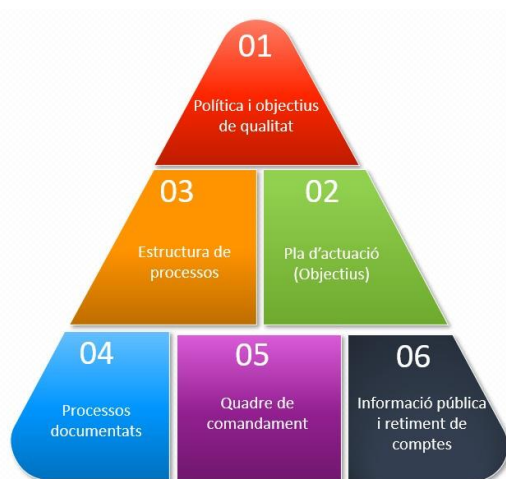 01
Política i objectius
de qualitat
03
Estructura de
processos
02
Pla d'actuació
(Objectius)
04
Processos
documentats
05
Quadre de
comandament
06
Informació pública
i retiment de
comptes